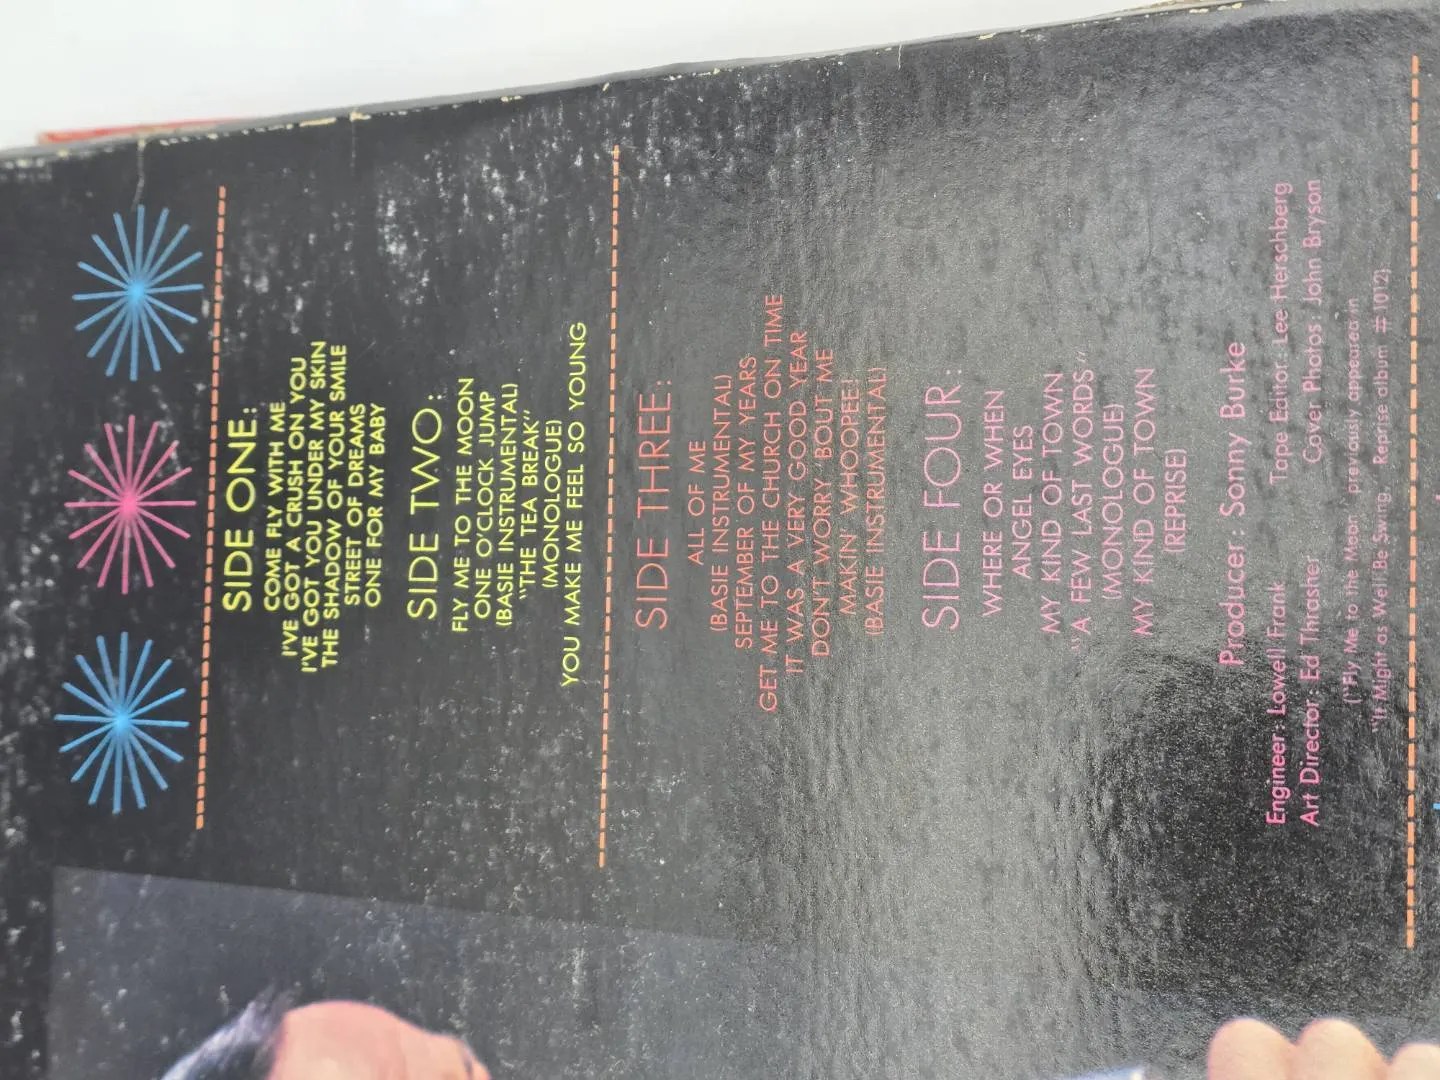 SIDE ONE:
COME FLY WITH ME
I'VE GOT A CRUSH ON YOU
I'VE GOT YOU UNDER MY SKIN
THE SHADOW OF YOUR SMILE
STREET OF DREAMS
ONE FOR MY BABY
SIDE TWO:
FLY ME TO THE MOON
ONE O'CLOCK JUMP
(BASIE INSTRUMENTAL)
"THE TEA BREAK"
(MONOLOGUE)
YOU MAKE ME FEEL SO YOUNG
SIDE THREE:
ALL OF ME
(BASIE INSTRUMENTAL)
SEPTEMBER OF MY YEARS
GET ME TO THE CHURCH ON TIME
IT WAS A VERY GOOD YEAR
DON'T WORRY 'BOUT ME
MAKIN' WHOOPEE!
(BASIE INSTRUMENTAL)
SIDE FOUR:
WHERE OR WHEN
ANGEL EYES
MY KIND OF TOWN
"A FEW LAST WORDS"
(MONOLOGUE)
MY KIND OF TOWN
(REPRISE)
Producer: Sonny Burke
Engineer: Lowell Frank Tape Editor: Lee Herschberg
Art Director: Ed Thrasher Cover Photos: John Bryson
("Fly Me to the Moon" previously appeared in
"It Might as Well Be Swing, Reprise album #1012)